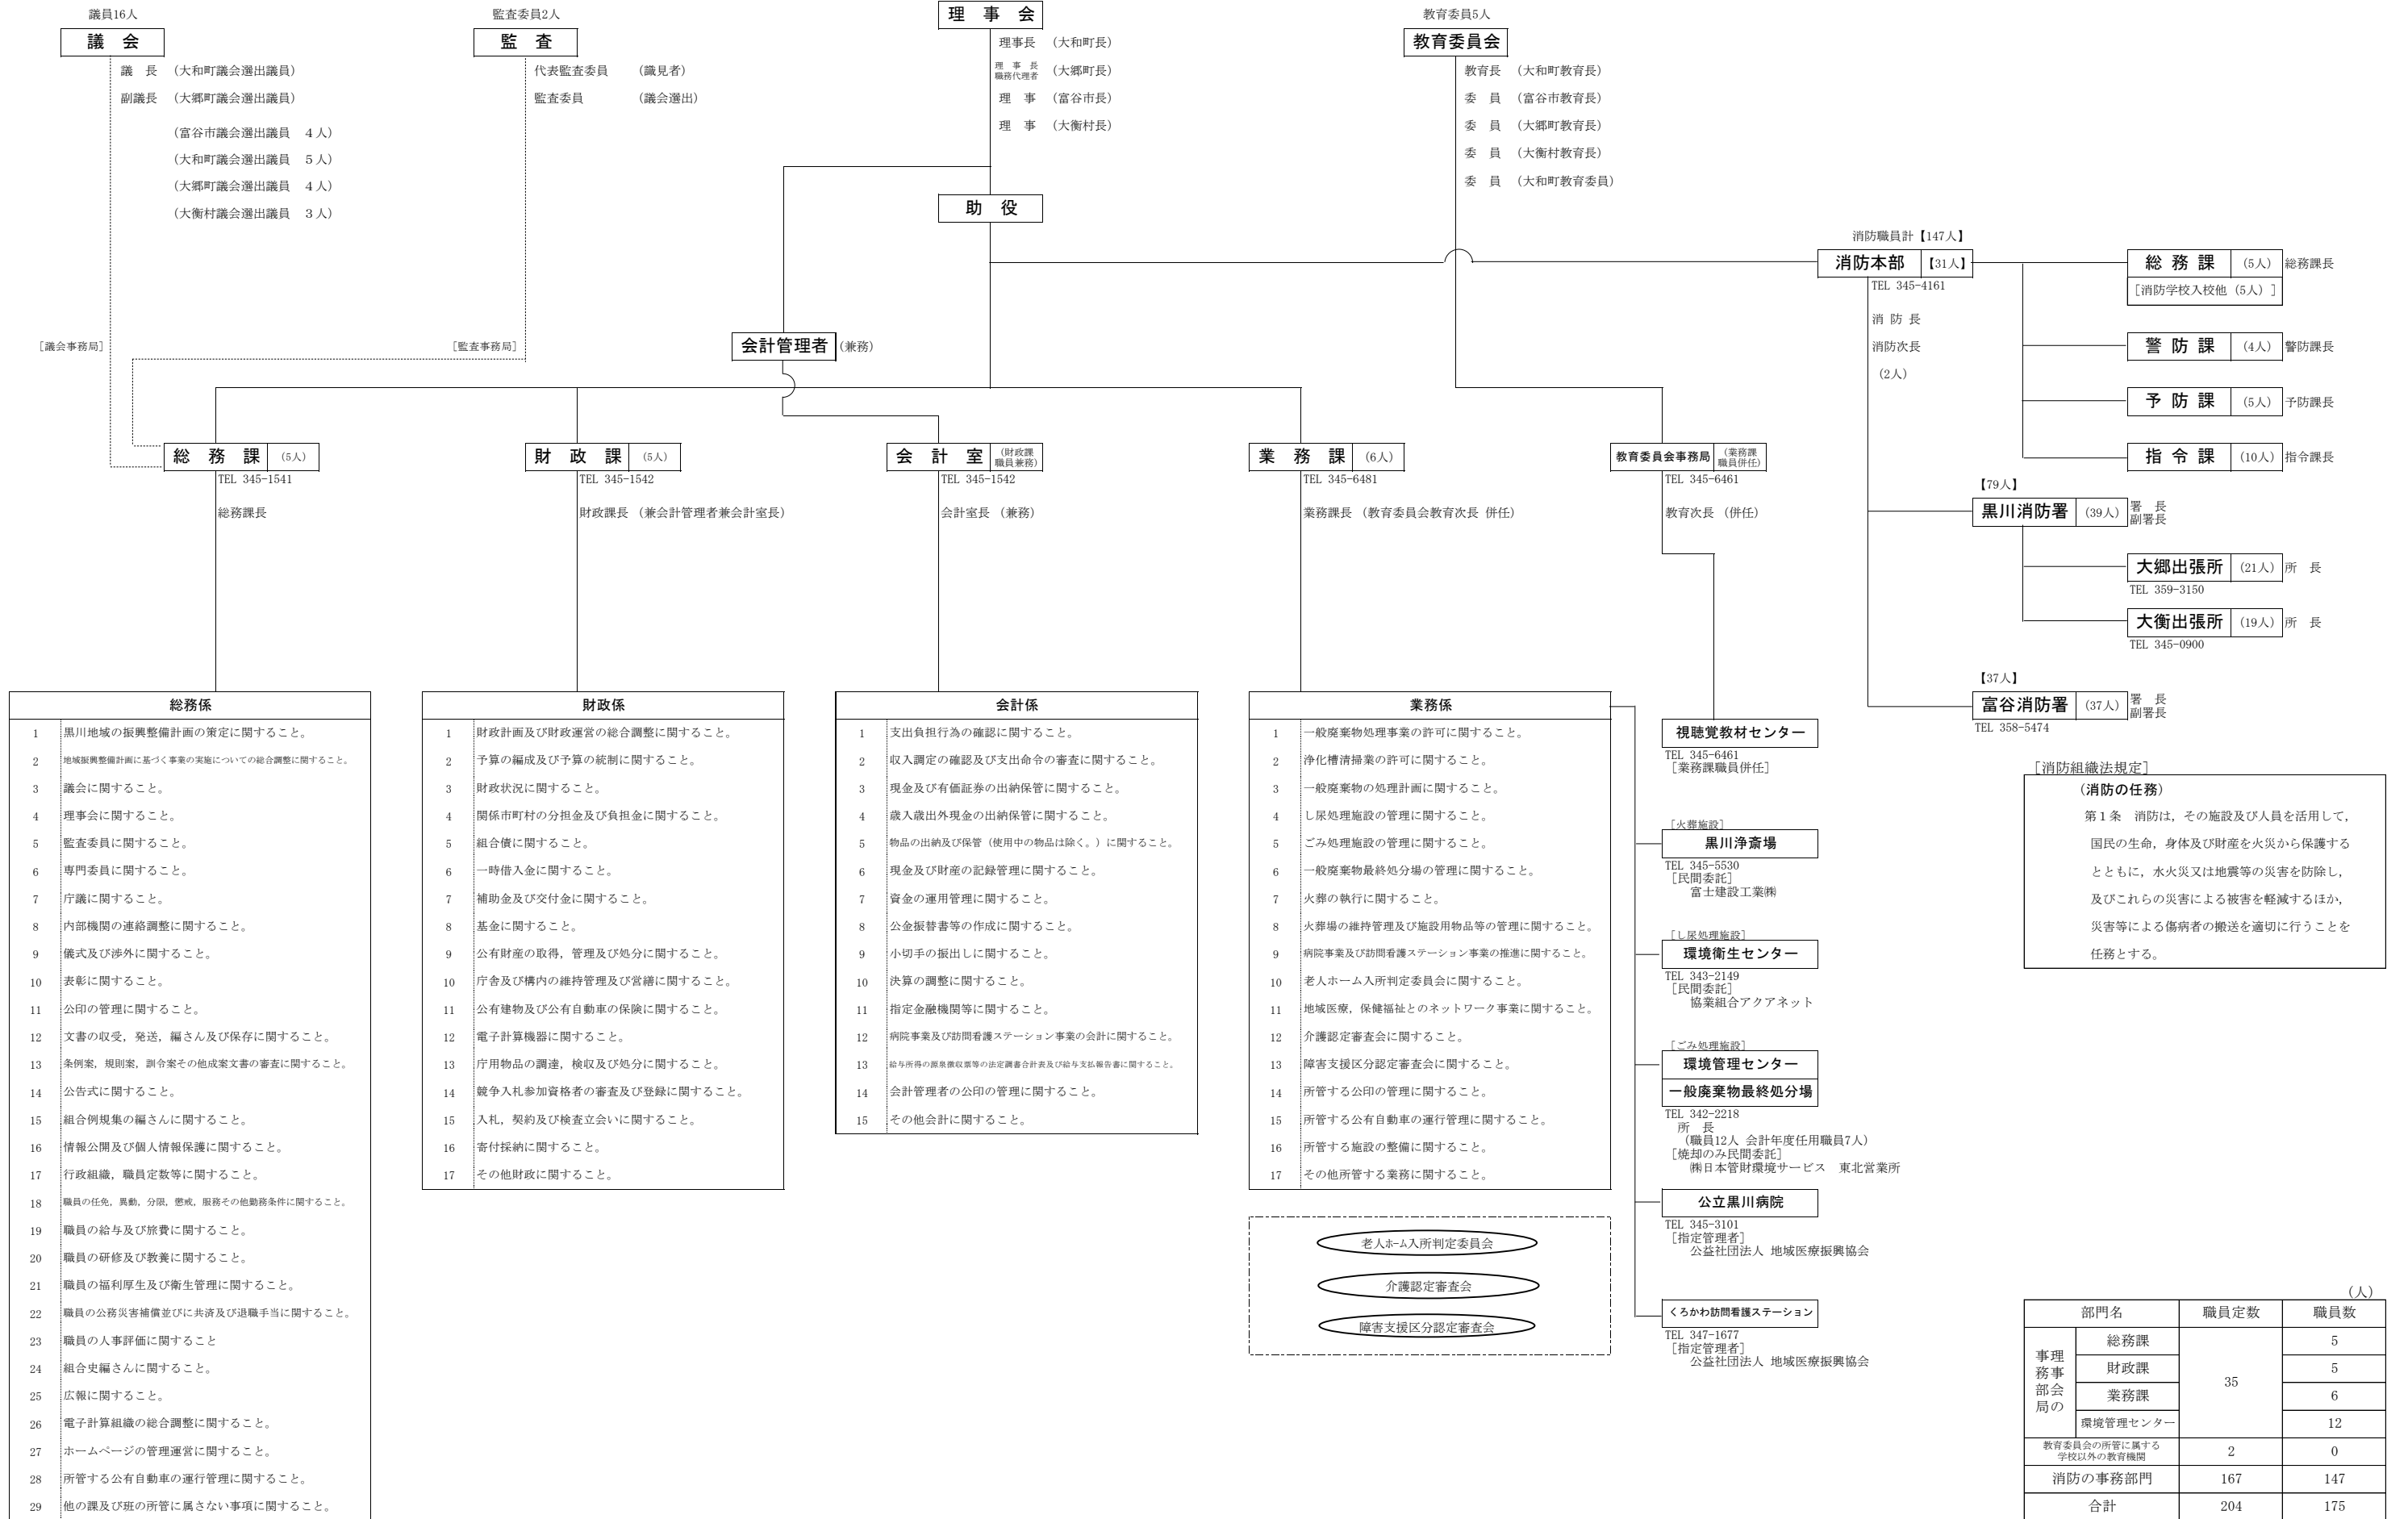 議員16人
議　会
議　長　（大和町議会選出議員）
副議長　（大郷町議会選出議員）
（富谷市議会選出議員　４人）
（大和町議会選出議員　５人）
（大郷町議会選出議員　４人）
（大衡村議会選出議員　３人）
［議会事務局］
監査委員2人
監　査
代表監査委員　（識見者）
監査委員　（議会選出）
［監査事務局］
理　事　会
理事長　（大和町長）
理　事　長
職務代理者　（大郷町長）
理　事　（富谷市長）
理　事　（大衡村長）
助　役
会計管理者　（兼務）
教育委員5人
教育委員会
教育長　（大和町教育長）
委　員　（富谷市教育長）
委　員　（大郷町教育長）
委　員　（大衡村教育長）
委　員　（大和町教育委員）
消防職員計【147人】
消防本部　【31人】
TEL 345-4161
消 防 長
消防次長
（2人）
総 務 課　（5人）　総務課長
［消防学校入校他（5人）］
警 防 課　（4人）　警防課長
予 防 課　（5人）　予防課長
指 令 課　（10人）　指令課長
【79人】
黒川消防署　（39人）　署　長
副署長
大郷出張所　（21人）　所　長
TEL 359-3150
大衡出張所　（19人）　所　長
TEL 345-0900
【37人】
富谷消防署　（37人）　署　長
副署長
TEL 358-5474
総　務　課　（5人）
TEL 345-1541
総務課長
財　政　課　（5人）
TEL 345-1542
財政課長　（兼会計管理者兼会計室長）
会　計　室　（財政課
職員兼務）
TEL 345-1542
会計室長　（兼務）
業　務　課　（6人）
TEL 345-6481
業務課長　（教育委員会教育次長 併任）
教育委員会事務局　（業務課
職員併任）
TEL 345-6461
教育次長　（併任）
総務係
1　黒川地域の振興整備計画の策定に関すること。
2　地域振興整備計画に基づく事業の実施についての総合調整に関すること。
3　議会に関すること。
4　理事会に関すること。
5　監査委員に関すること。
6　専門委員に関すること。
7　庁議に関すること。
8　内部機関の連絡調整に関すること。
9　儀式及び渉外に関すること。
10　表彰に関すること。
11　公印の管理に関すること。
12　文書の収受，発送，編さん及び保存に関すること。
13　条例案，規則案，訓令案その他成案文書の審査に関すること。
14　公告式に関すること。
15　組合例規集の編さんに関すること。
16　情報公開及び個人情報保護に関すること。
17　行政組織，職員定数等に関すること。
18　職員の任免，異動，分限，懲戒，服務その他勤務条件に関すること。
19　職員の給与及び旅費に関すること。
20　職員の研修及び教養に関すること。
21　職員の福利厚生及び衛生管理に関すること。
22　職員の公務災害補償並びに共済及び退職手当に関すること。
23　職員の人事評価に関すること
24　組合史編さんに関すること。
25　広報に関すること。
26　電子計算組織の総合調整に関すること。
27　ホームページの管理運営に関すること。
28　所管する公有自動車の運行管理に関すること。
29　他の課及び班の所管に属さない事項に関すること。
財政係
1　財政計画及び財政運営の総合調整に関すること。
2　予算の編成及び予算の統制に関すること。
3　財政状況に関すること。
4　関係市町村の分担金及び負担金に関すること。
5　組合債に関すること。
6　一時借入金に関すること。
7　補助金及び交付金に関すること。
8　基金に関すること。
9　公有財産の取得，管理及び処分に関すること。
10　庁舎及び構内の維持管理及び営繕に関すること。
11　公有建物及び公有自動車の保険に関すること。
12　電子計算機器に関すること。
13　庁用物品の調達，検収及び処分に関すること。
14　競争入札参加資格者の審査及び登録に関すること。
15　入札，契約及び検査立会いに関すること。
16　寄付採納に関すること。
17　その他財政に関すること。
会計係
1　支出負担行為の確認に関すること。
2　収入調定の確認及び支出命令の審査に関すること。
3　現金及び有価証券の出納保管に関すること。
4　歳入歳出外現金の出納保管に関すること。
5　物品の出納及び保管（使用中の物品は除く。）に関すること。
6　現金及び財産の記録管理に関すること。
7　資金の運用管理に関すること。
8　公金振替書等の作成に関すること。
9　小切手の振出しに関すること。
10　決算の調整に関すること。
11　指定金融機関等に関すること。
12　病院事業及び訪問看護ステーション事業の会計に関すること。
13　給与所得の源泉徴収票等の法定調書合計表及び給与支払報告書に関すること。
14　会計管理者の公印の管理に関すること。
15　その他会計に関すること。
業務係
1　一般廃棄物処理事業の許可に関すること。
2　浄化槽清掃業の許可に関すること。
3　一般廃棄物の処理計画に関すること。
4　し尿処理施設の管理に関すること。
5　ごみ処理施設の管理に関すること。
6　一般廃棄物最終処分場の管理に関すること。
7　火葬の執行に関すること。
8　火葬場の維持管理及び施設用物品等の管理に関すること。
9　病院事業及び訪問看護ステーション事業の推進に関すること。
10　老人ホーム入所判定委員会に関すること。
11　地域医療，保健福祉とのネットワーク事業に関すること。
12　介護認定審査会に関すること。
13　障害支援区分認定審査会に関すること。
14　所管する公印の管理に関すること。
15　所管する公有自動車の運行管理に関すること。
16　所管する施設の整備に関すること。
17　その他所管する業務に関すること。
老人ﾎｰﾑ入所判定委員会
介護認定審査会
障害支援区分認定審査会
視聴覚教材センター
TEL 345-6461
［業務課職員併任］
［火葬施設］
黒川浄斎場
TEL 345-5530
［民間委託］
富士建設工業㈱
［し尿処理施設］
環境衛生センター
TEL 343-2149
［民間委託］
協業組合アクアネット
［ごみ処理施設］
環境管理センター
一般廃棄物最終処分場
TEL 342-2218
所　長
（職員12人 会計年度任用職員7人）
［焼却のみ民間委託］
㈱日本管財環境サービス　東北営業所
公立黒川病院
TEL 345-3101
［指定管理者］
公益社団法人 地域医療振興協会
くろかわ訪問看護ステーション
TEL 347-1677
［指定管理者］
公益社団法人 地域医療振興協会
［消防組織法規定］
（消防の任務）
第１条　消防は，その施設及び人員を活用して，
国民の生命，身体及び財産を火災から保護する
とともに，水火災又は地震等の災害を防除し，
及びこれらの災害による被害を軽減するほか，
災害等による傷病者の搬送を適切に行うことを
任務とする。
（人）
部門名　職員定数　職員数
理事会の事務部局
総務課　35　5
財政課　5
業務課　6
環境管理センター　12
教育委員会の所管に属する
学校以外の教育機関　2　0
消防の事務部門　167　147
合計　204　175